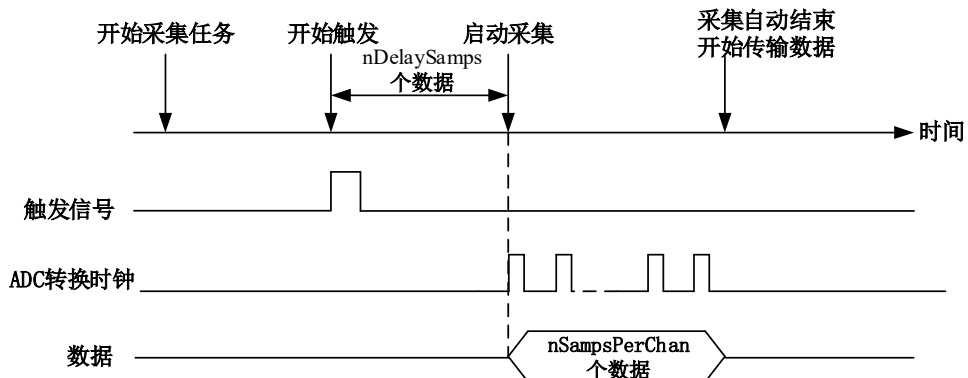 开始采集任务
开始触发
启动采集
采集自动结束
开始传输数据
nDelaySamps
个数据
时间
触发信号
ADC转换时钟
数据
nSampsPerChan
个数据